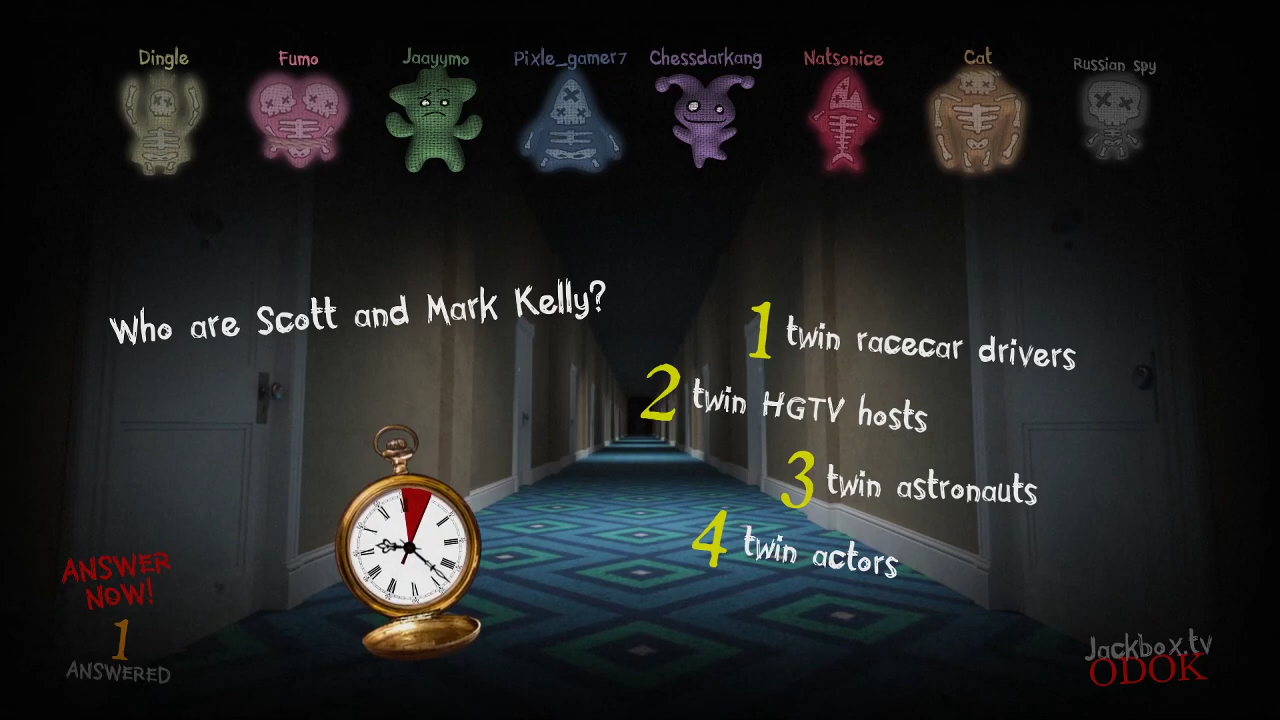 Dingle
Fumo
Jaayymo
Pixle_gamer7
Chessdarkang
Natsonice
Cat
Russian spy
Who are Scott and Mark Kelly?
1 twin racecar drivers
2 twin HGTV hosts
3 twin astronauts
4 twin actors
ANSWER
NOW!
1
ANSWERED
Jackbox.tv
ODOK